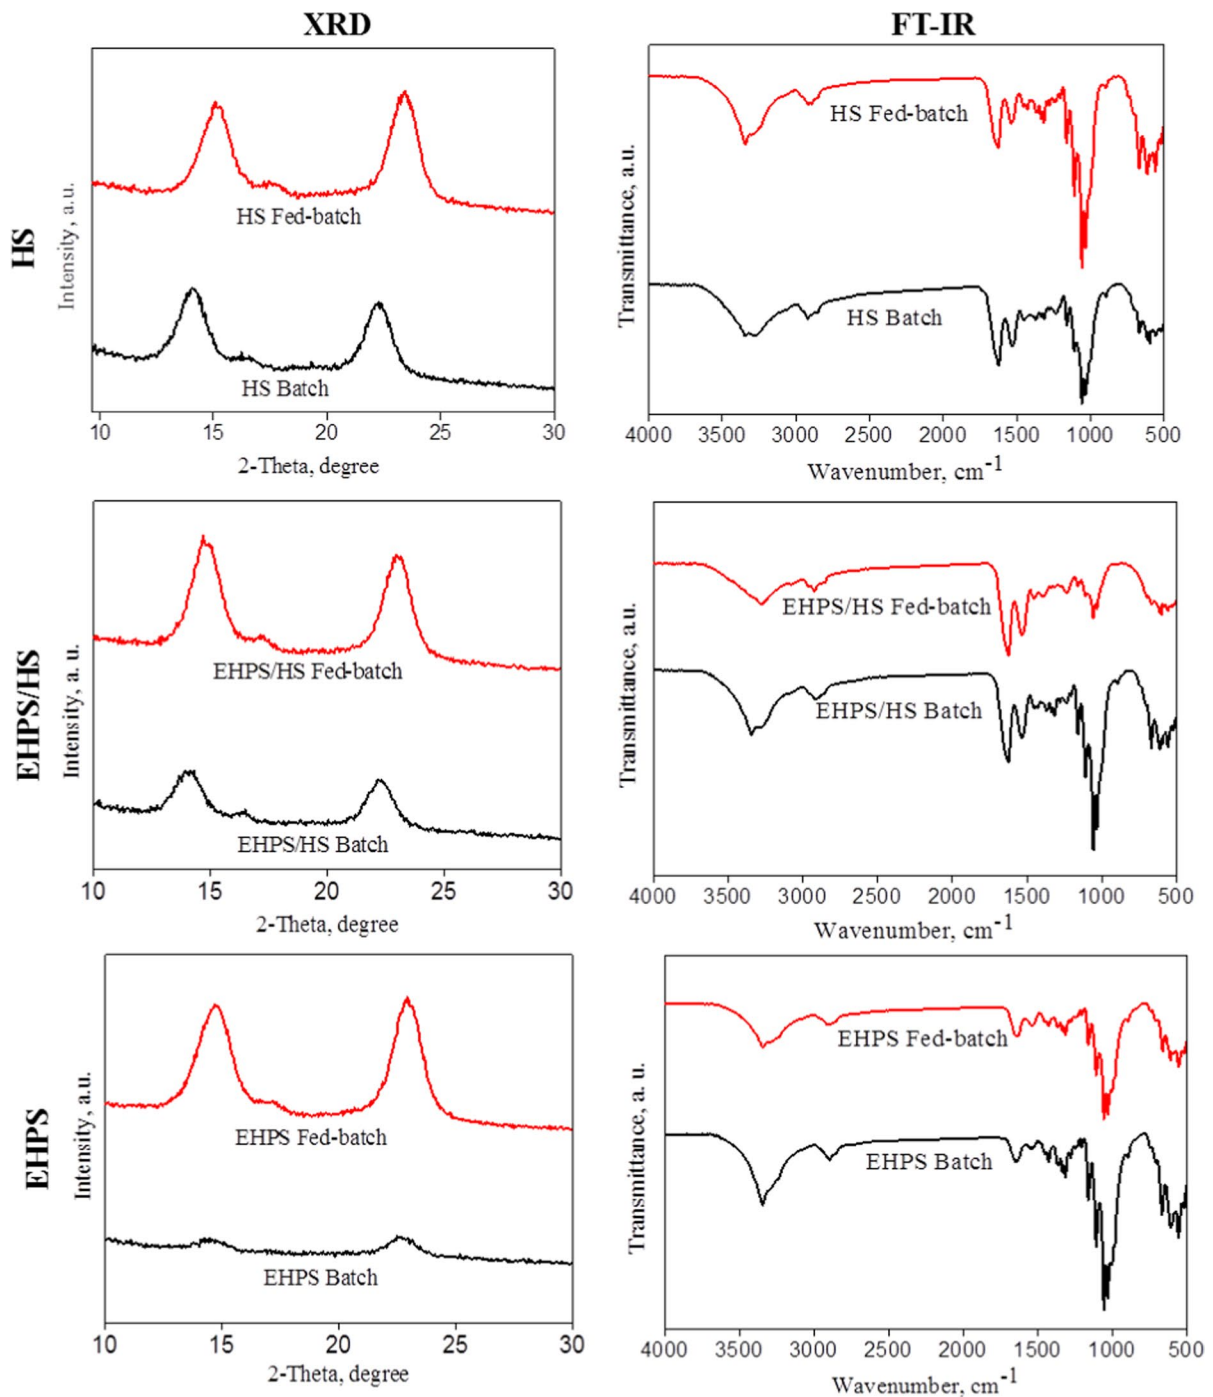 XRD
FT-IR
HS
Intensity, a.u.
HS Fed-batch
HS Batch
10 15 20 25 30
2-Theta, degree
Transmittance, a.u.
HS Fed-batch
HS Batch
4000 3500 3000 2500 2000 1500 1000 500
Wavenumber, cm-1
EHPS/HS
Intensity, a. u.
EHPS/HS Fed-batch
EHPS/HS Batch
10 15 20 25 30
2-Theta, degree
Transmittance, a.u.
EHPS/HS Fed-batch
EHPS/HS Batch
4000 3500 3000 2500 2000 1500 1000 500
Wavenumber, cm-1
EHPS
Intensity, a.u.
EHPS Fed-batch
EHPS Batch
10 15 20 25 30
2-Theta, degree
Transmittance, a. u.
EHPS Fed-batch
EHPS Batch
4000 3500 3000 2500 2000 1500 1000 500
Wavenumber, cm-1